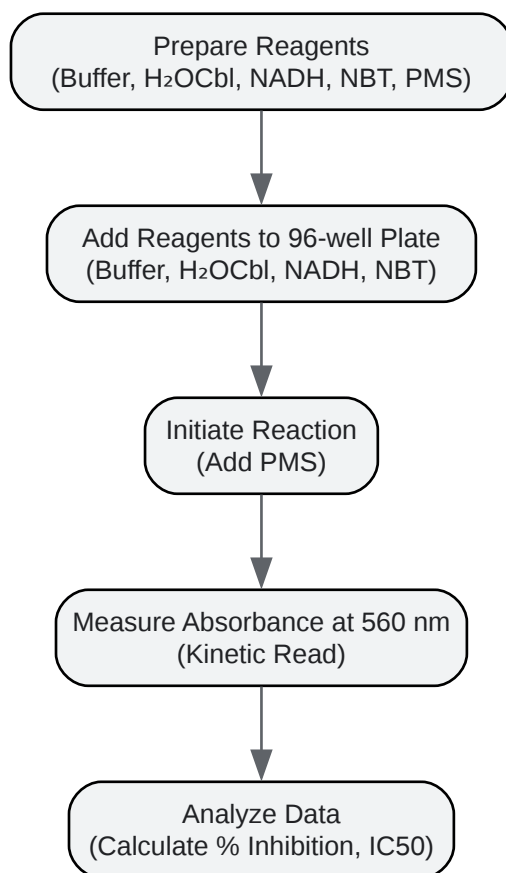 Prepare Reagents
(Buffer, H₂OCbl, NADH, NBT, PMS)
Add Reagents to 96-well Plate
(Buffer, H₂OCbl, NADH, NBT)
Initiate Reaction
(Add PMS)
Measure Absorbance at 560 nm
(Kinetic Read)
Analyze Data
(Calculate % Inhibition, IC50)